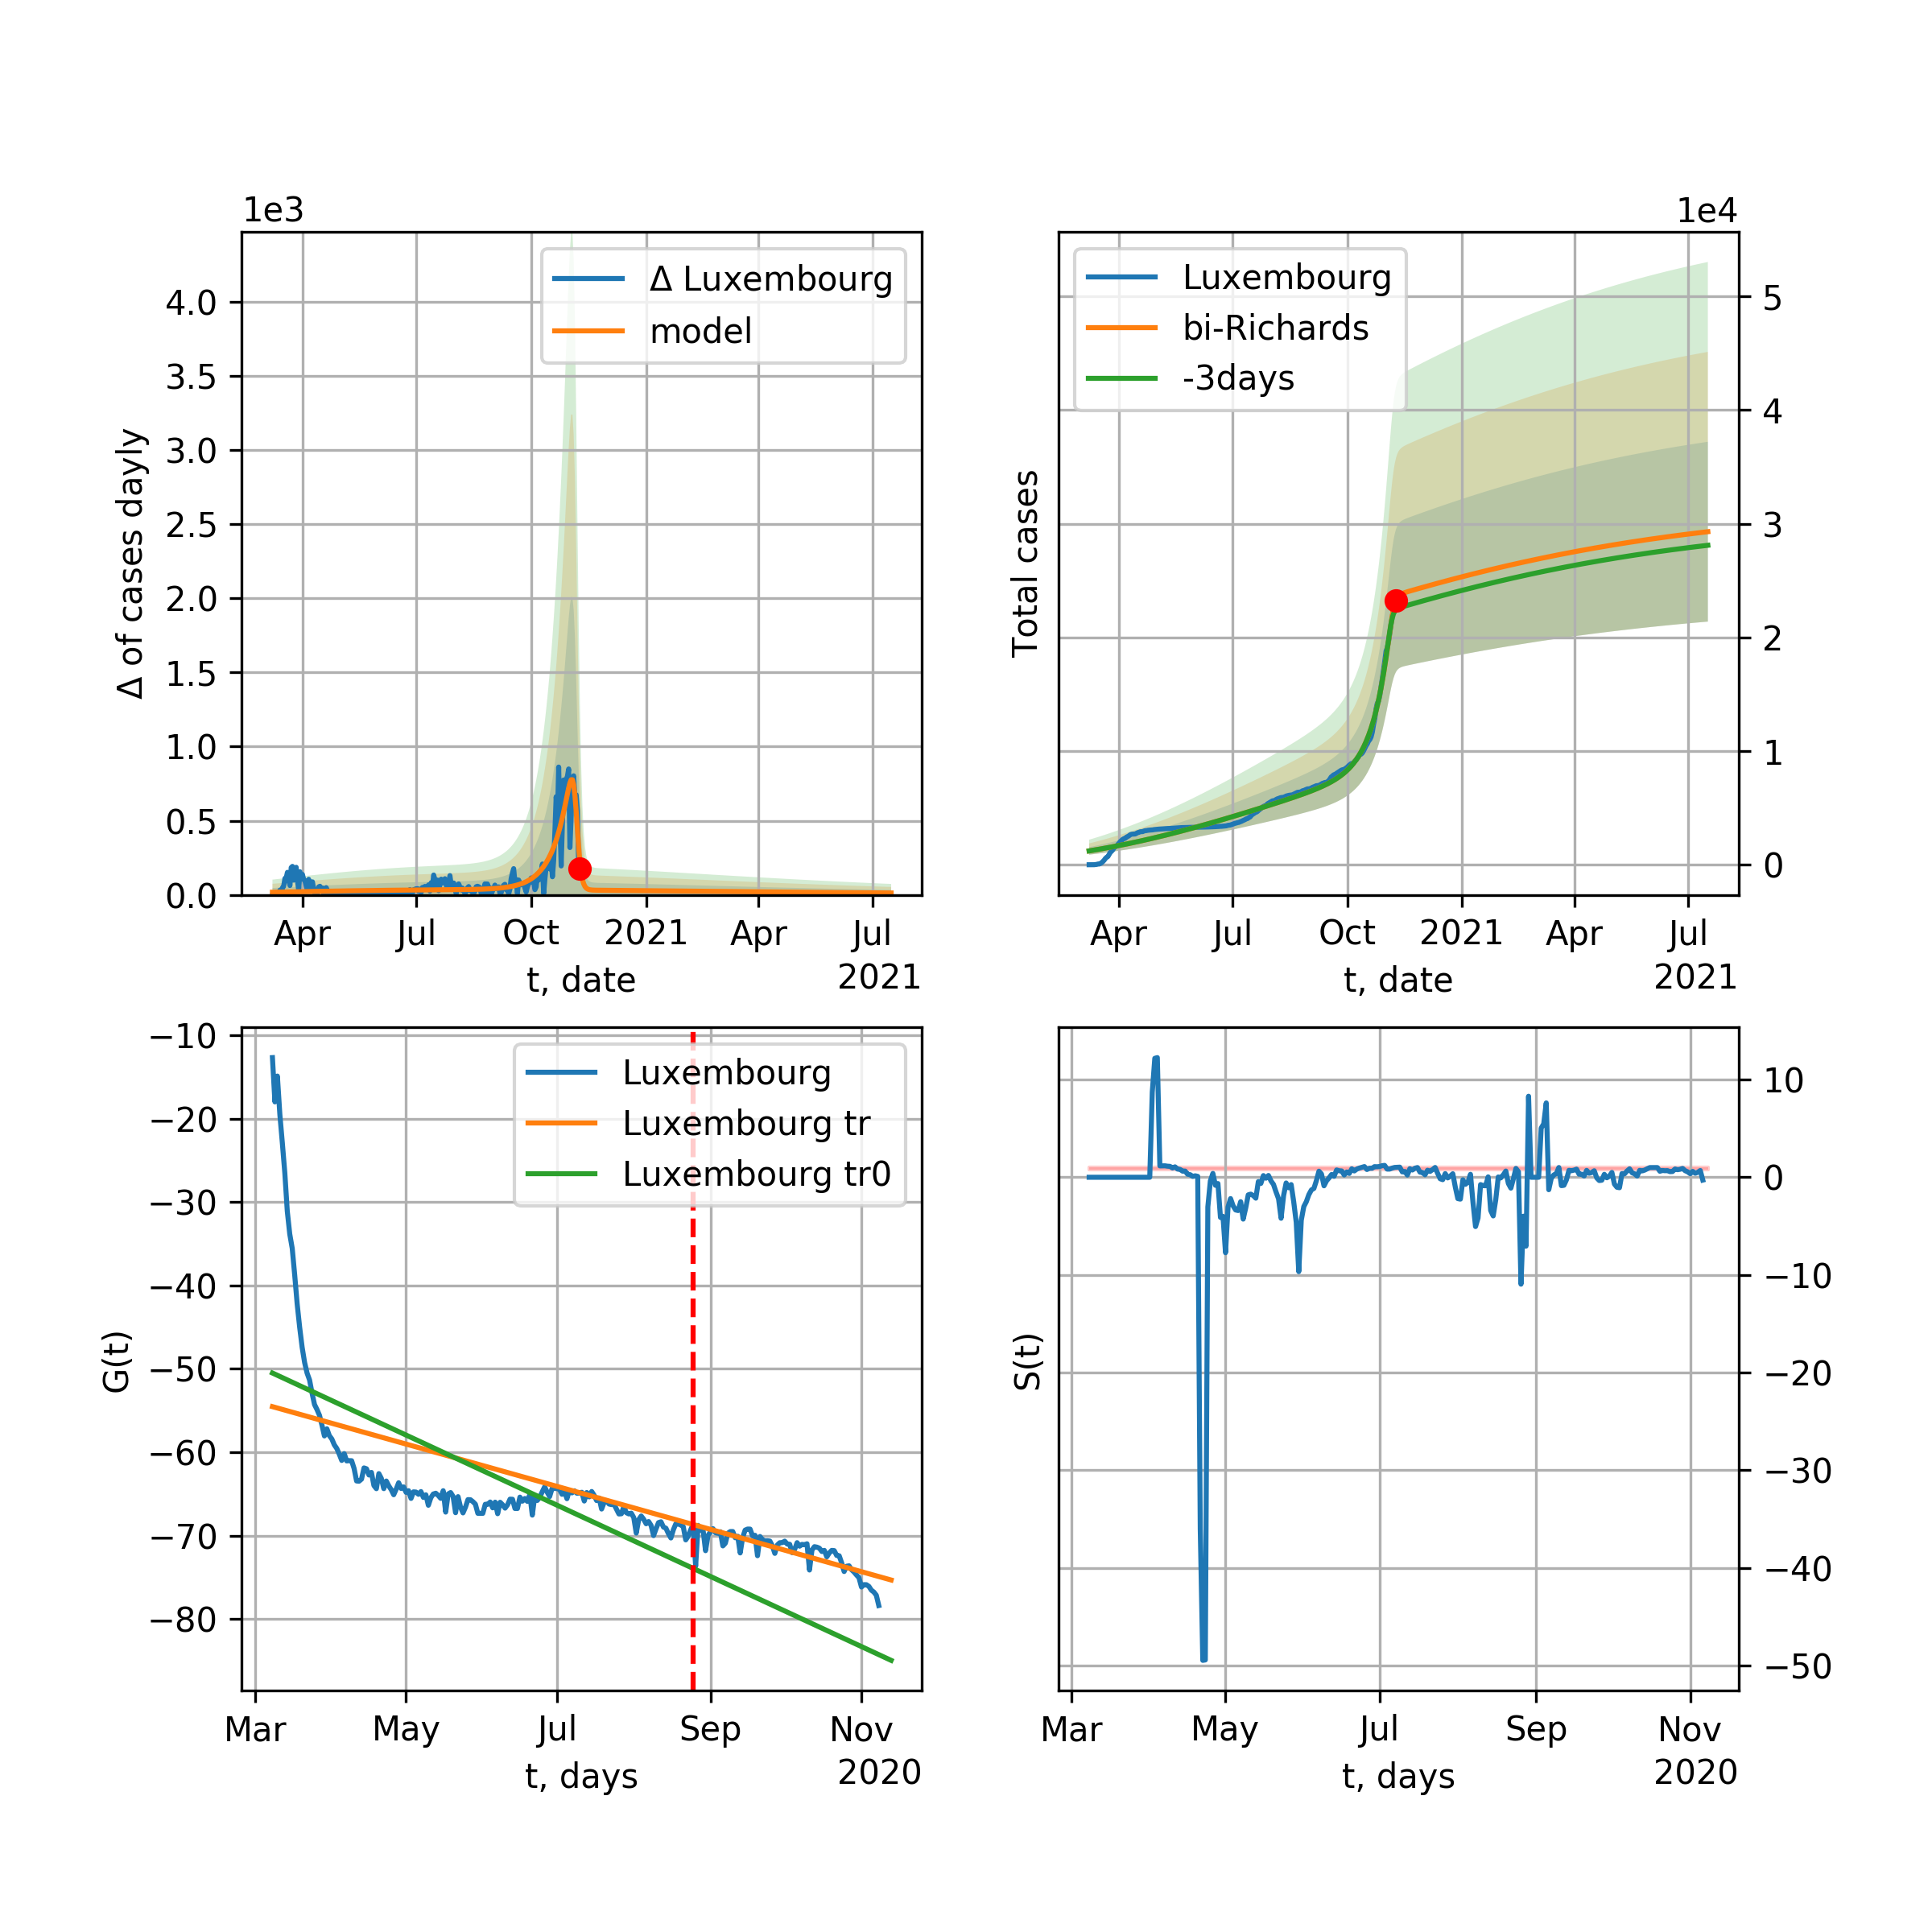 1e3
Δ Luxembourg
model
4.0
3.5
3.0
2.5
2.0
1.5
1.0
0.5
0.0
Δ of cases dayly
Apr Jul Oct 2021 Apr Jul
2021
t, date
1e4
Luxembourg
bi-Richards
-3days
5
4
3
2
1
0
Total cases
Apr Jul Oct 2021 Apr Jul
2021
t, date
Luxembourg
Luxembourg tr
Luxembourg tr0
−10
−20
−30
−40
−50
−60
−70
−80
G(t)
Mar May Jul Sep Nov
2020
t, days
10
0
−10
−20
−30
−40
−50
S(t)
Mar May Jul Sep Nov
2020
t, days